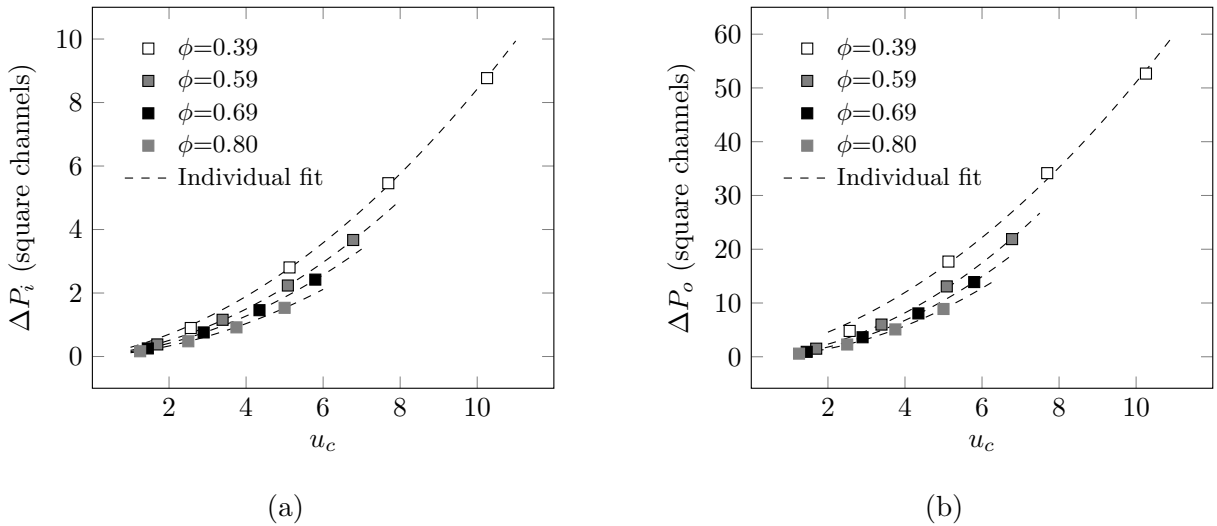 10
8
6
4
2
0
2 4 6 8 10
u_c
ΔP_i (square channels)
ϕ=0.39
ϕ=0.59
ϕ=0.69
ϕ=0.80
Individual fit
(a)
60
50
40
30
20
10
0
2 4 6 8 10
u_c
ΔP_o (square channels)
ϕ=0.39
ϕ=0.59
ϕ=0.69
ϕ=0.80
Individual fit
(b)